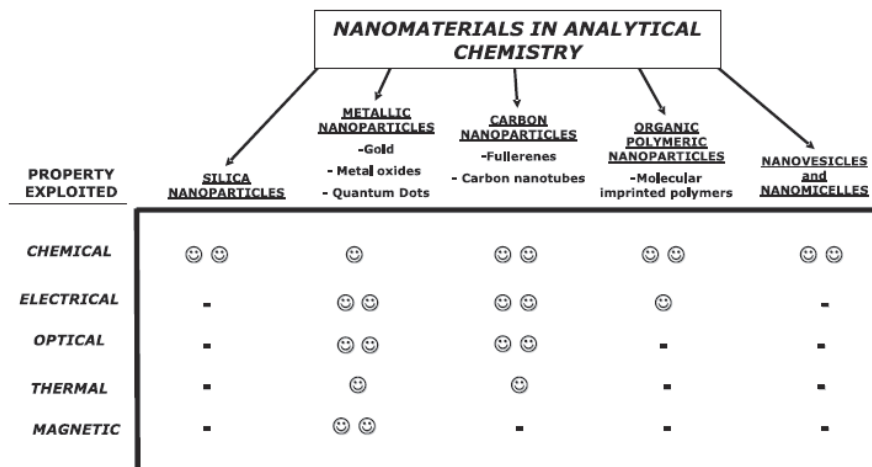 NANOMATERIALS IN ANALYTICAL
CHEMISTRY
PROPERTY
EXPLOITED
SILICA
NANOPARTICLES
METALLIC
NANOPARTICLES
-Gold
- Metal oxides
- Quantum Dots
CARBON
NANOPARTICLES
-Fullerenes
- Carbon nanotubes
ORGANIC
POLYMERIC
NANOPARTICLES
-Molecular
imprinted polymers
NANOVESICLES
and
NANOMICELLES
CHEMICAL ☺☺ ☺ ☺☺ ☺☺ ☺☺
ELECTRICAL - ☺☺ ☺☺ ☺ -
OPTICAL - ☺☺ ☺☺ - -
THERMAL - ☺ ☺ - -
MAGNETIC - ☺☺ - - -